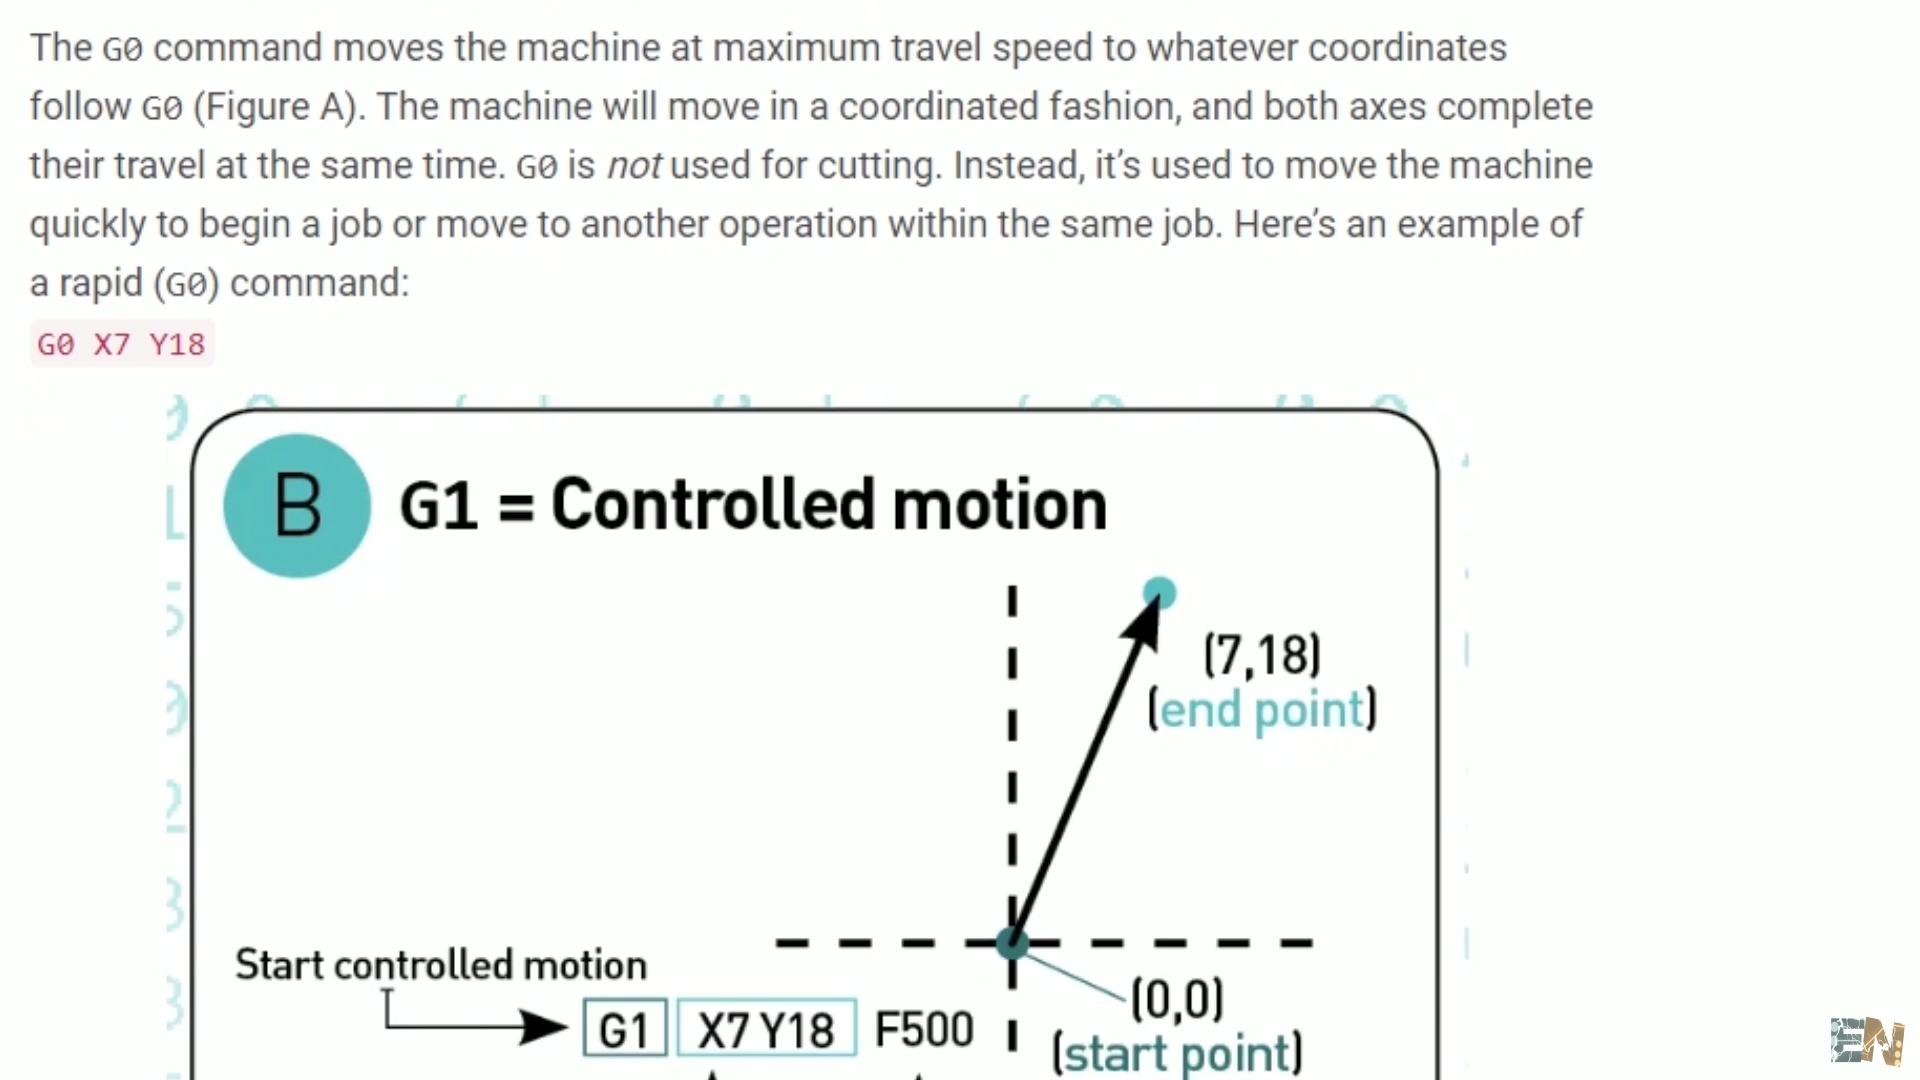 The G0 command moves the machine at maximum travel speed to whatever coordinates
follow G0 (Figure A). The machine will move in a coordinated fashion, and both axes complete
their travel at the same time. G0 is not used for cutting. Instead, it’s used to move the machine
quickly to begin a job or move to another operation within the same job. Here’s an example of
a rapid (G0) command:
G0 X7 Y18
B G1 = Controlled motion
(7,18)
(end point)
Start controlled motion
(0,0)
G1 X7 Y18 F500
(start point)
EN